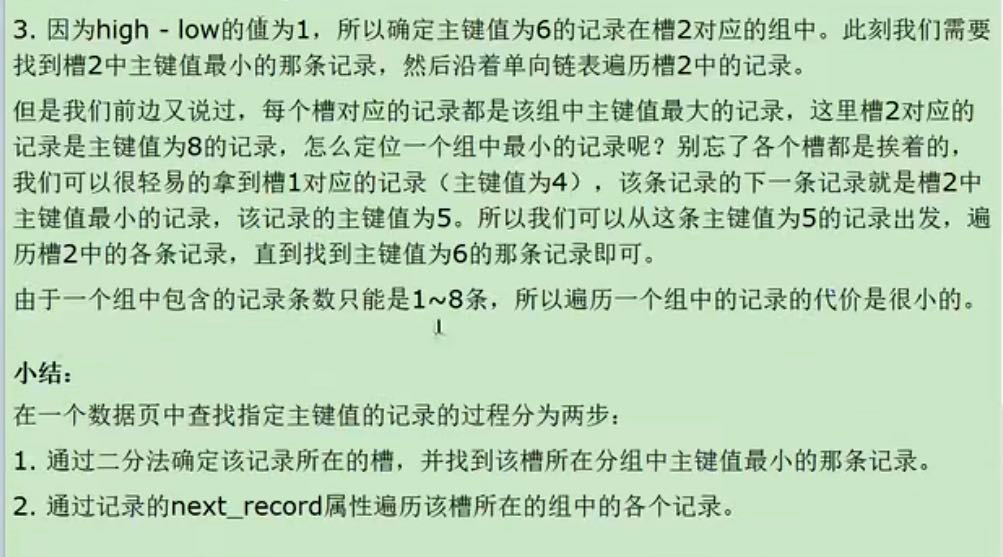 3. 因为high - low的值为1，所以确定主键值为6的记录在槽2对应的组中。此刻我们需要
找到槽2中主键值最小的那条记录，然后沿着单向链表遍历槽2中的记录。
但是我们前边又说过，每个槽对应的记录都是该组中主键值最大的记录，这里槽2对应的
记录是主键值为8的记录，怎么定位一个组中最小的记录呢？别忘了各个槽都是挨着的，
我们可以很轻易的拿到槽1对应的记录（主键值为4），该条记录的下一条记录就是槽2中
主键值最小的记录，该记录的主键值为5。所以我们可以从这条主键值为5的记录出发，遍
历槽2中的各条记录，直到找到主键值为6的那条记录即可。
由于一个组中包含的记录条数只能是1~8条，所以遍历一个组中的记录的代价是很小的。
小结：
在一个数据页中查找指定主键值的记录的过程分为两步：
1. 通过二分法确定该记录所在的槽，并找到该槽所在分组中主键值最小的那条记录。
2. 通过记录的next_record属性遍历该槽所在的组中的各个记录。